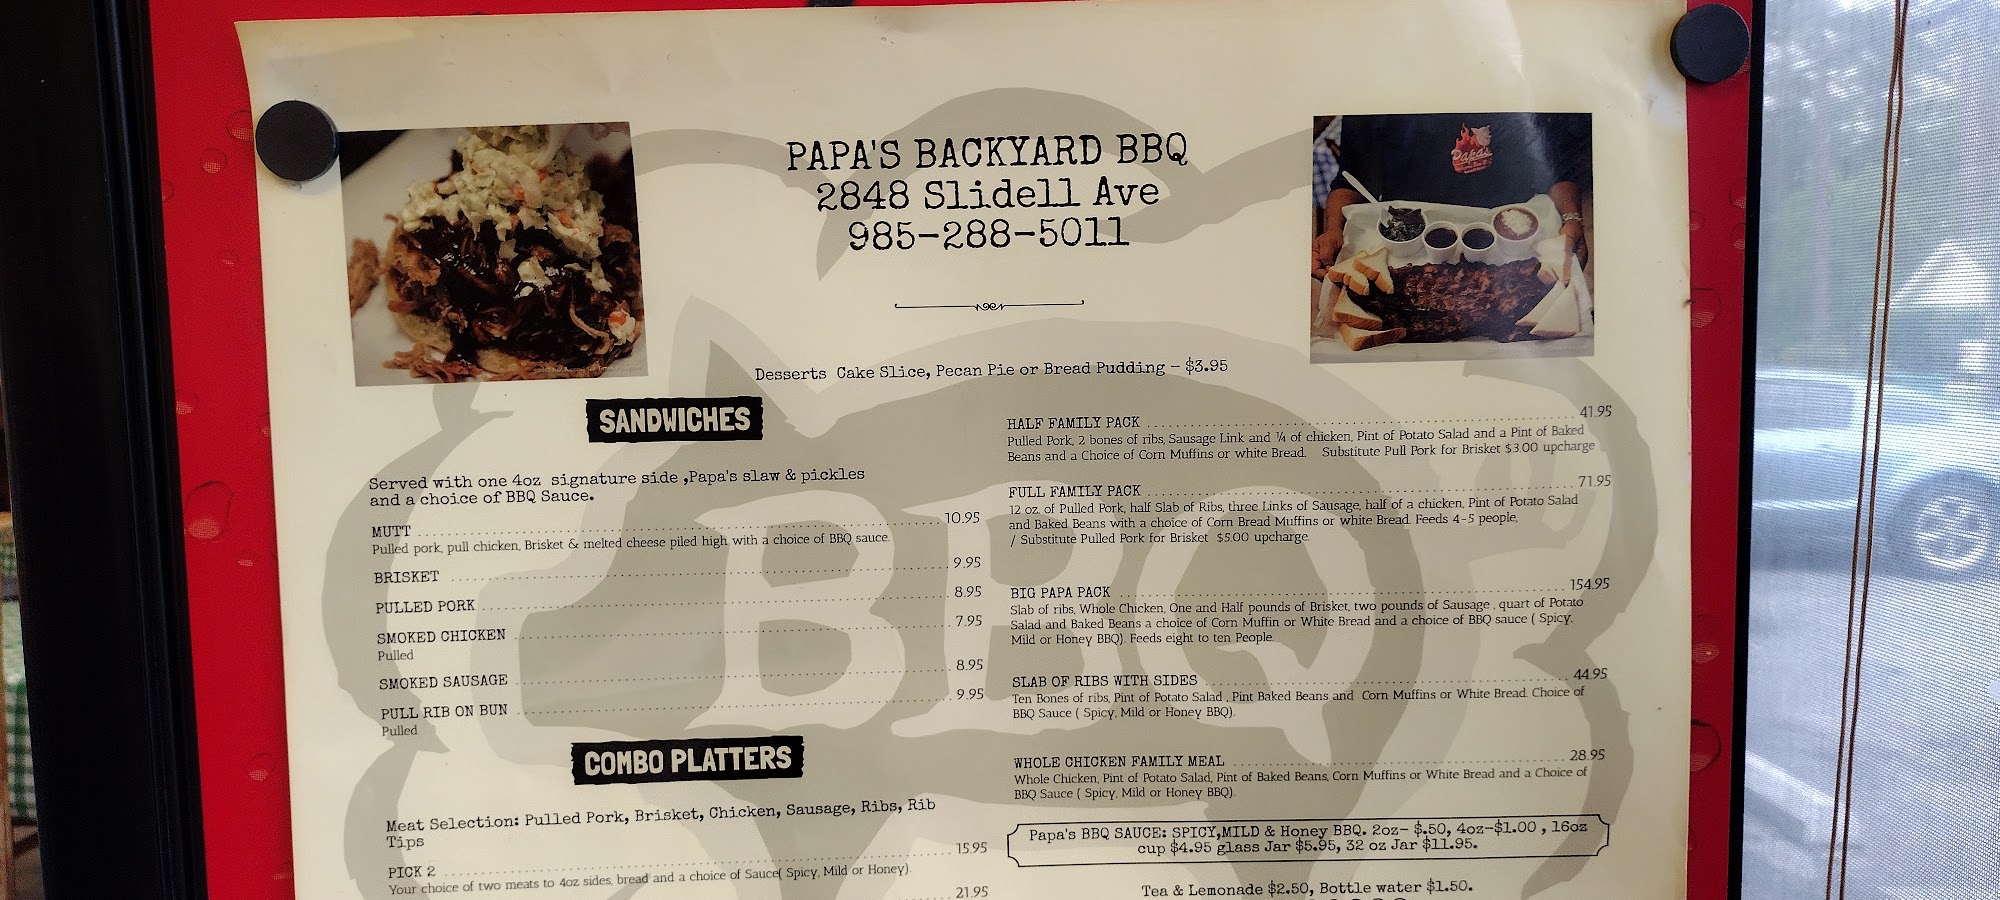 PAPA'S BACKYARD BBQ
2848 Slidell Ave
985-288-5011
Papa's
Desserts Cake Slice, Pecan Pie or Bread Pudding - $3.95
SANDWICHES
Served with one 4oz signature side ,Papa's slaw & pickles
and a choice of BBQ Sauce.
MUTT 10.95
Pulled pork, pull chicken, Brisket & melted cheese piled high with a choice of BBQ sauce.
BRISKET 9.95
PULLED PORK 8.95
SMOKED CHICKEN 7.95
Pulled
SMOKED SAUSAGE 8.95
PULL RIB ON BUN 9.95
Pulled
COMBO PLATTERS
Meat Selection: Pulled Pork, Brisket, Chicken, Sausage, Ribs, Rib
Tips
PICK 2 15.95
Your choice of two meats to 4oz sides, bread and a choice of Sauce( Spicy, Mild or Honey).
21.95
HALF FAMILY PACK 41.95
Pulled Pork, 2 bones of ribs, Sausage Link and ¼ of chicken, Pint of Potato Salad and a Pint of Baked
Beans and a Choice of Corn Muffins or white Bread. Substitute Pull Pork for Brisket $3.00 upcharge
FULL FAMILY PACK 71.95
12 oz. of Pulled Pork, half Slab of Ribs, three Links of Sausage, half of a chicken, Pint of Potato Salad
and Baked Beans with a choice of Corn Bread Muffins or white Bread. Feeds 4-5 people,
/ Substitute Pulled Pork for Brisket $5.00 upcharge.
BIG PAPA PACK 154.95
Slab of ribs, Whole Chicken, One and Half pounds of Brisket, two pounds of Sausage , quart of Potato
Salad and Baked Beans a choice of Corn Muffin or White Bread and a choice of BBQ sauce ( Spicy,
Mild or Honey BBQ). Feeds eight to ten People.
SLAB OF RIBS WITH SIDES 44.95
Ten Bones of ribs, Pint of Potato Salad , Pint Baked Beans and Corn Muffins or White Bread. Choice of
BBQ Sauce ( Spicy, Mild or Honey BBQ).
WHOLE CHICKEN FAMILY MEAL 28.95
Whole Chicken, Pint of Potato Salad, Pint of Baked Beans, Corn Muffins or White Bread and a Choice of
BBQ Sauce ( Spicy, Mild or Honey BBQ).
Papa's BBQ SAUCE: SPICY,MILD & Honey BBQ. 2oz- $.50, 4oz-$1.00 , 16oz
cup $4.95 glass Jar $5.95, 32 oz Jar $11.95.
Tea & Lemonade $2.50, Bottle water $1.50.
BBQ